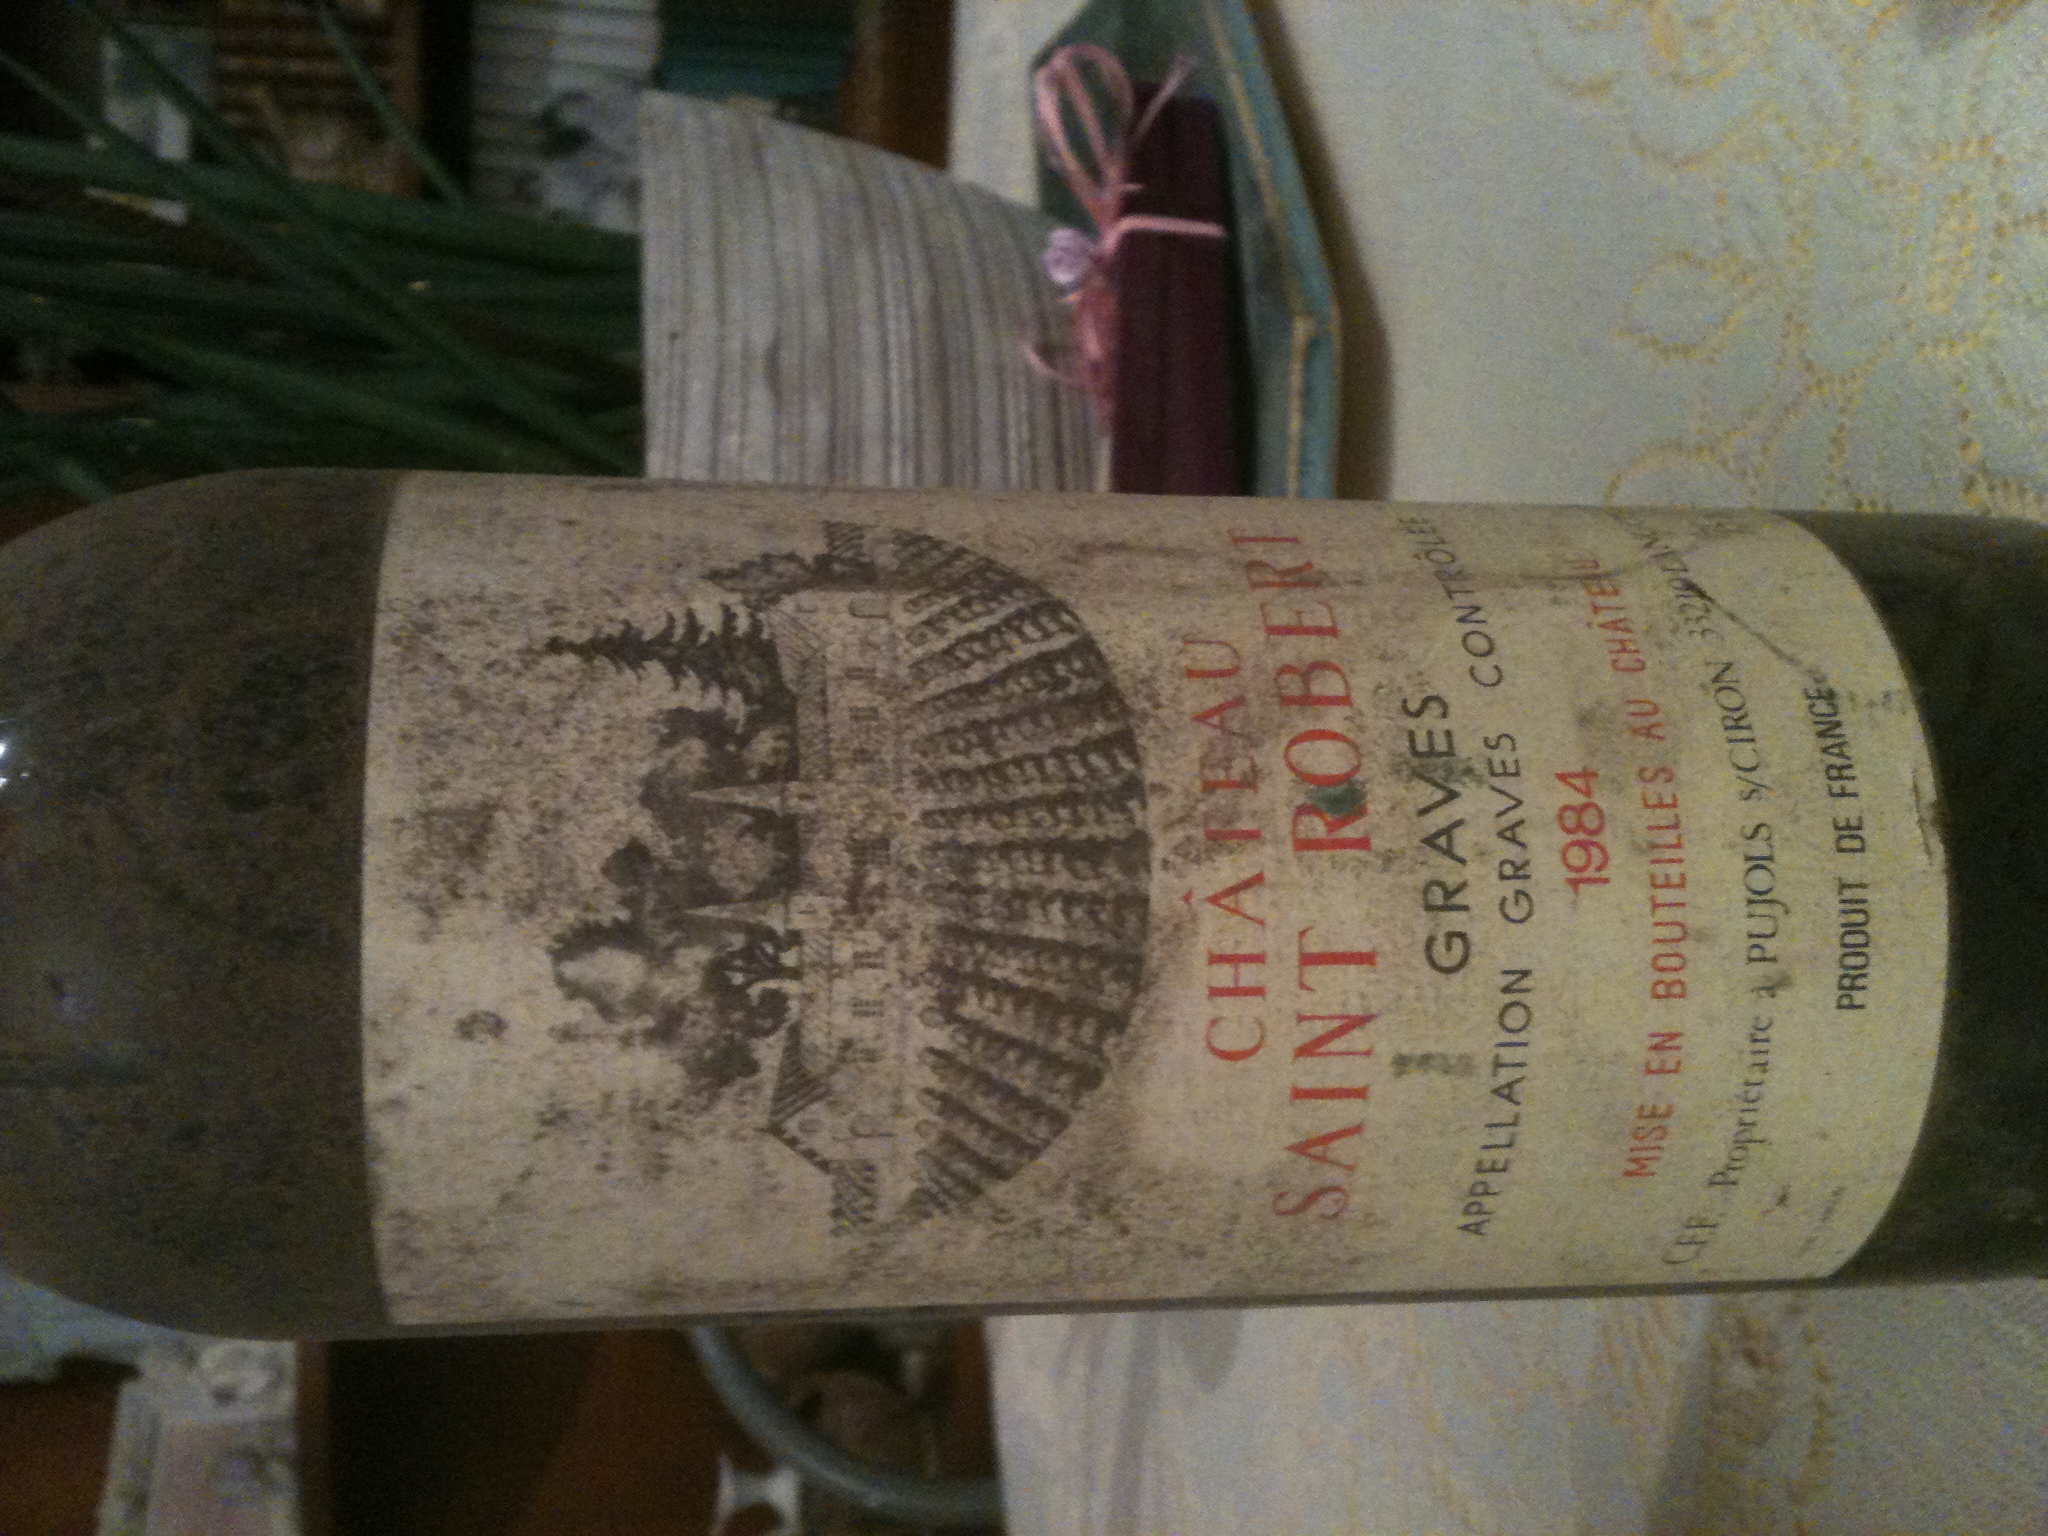 CHÂTEAU
SAINT ROBERT
GRAVES
APPELLATION GRAVES CONTRÔLÉE
1984
MISE EN BOUTEILLES AU CHÂTEAU
Propriétaire à PUJOLS s/CIRON 33210
PRODUIT DE FRANCE